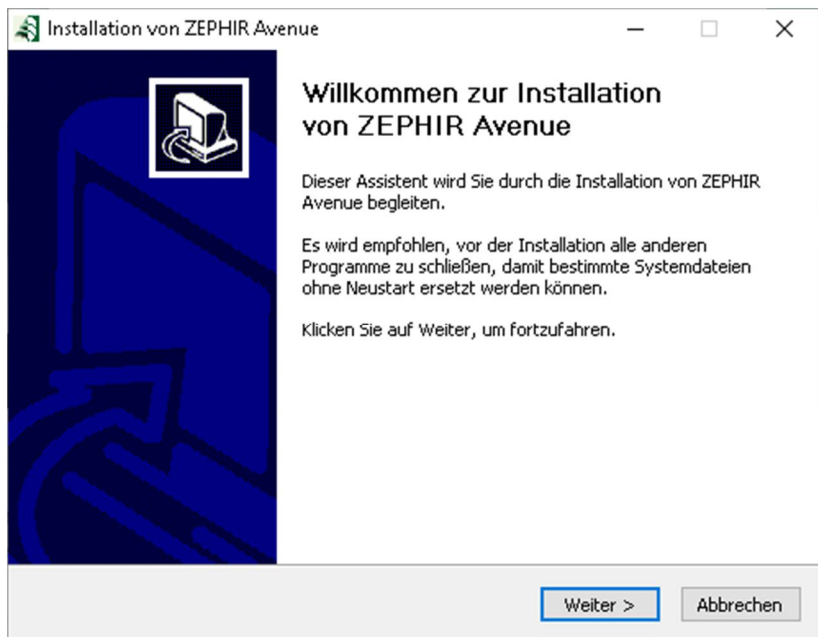 Installation von ZEPHIR Avenue
Willkommen zur Installation
von ZEPHIR Avenue
Dieser Assistent wird Sie durch die Installation von ZEPHIR
Avenue begleiten.
Es wird empfohlen, vor der Installation alle anderen
Programme zu schließen, damit bestimmte Systemdateien
ohne Neustart ersetzt werden können.
Klicken Sie auf Weiter, um fortzufahren.
Weiter > Abbrechen